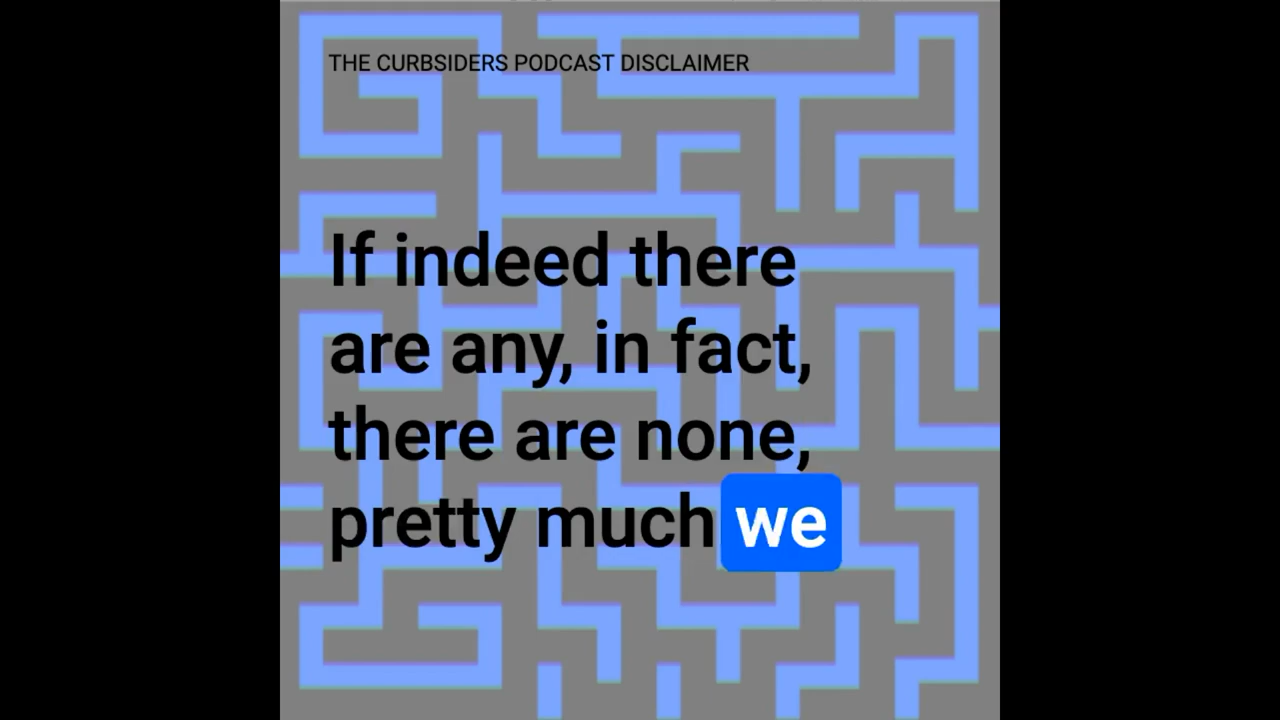 THE CURBSIDERS PODCAST DISCLAIMER
If indeed there
are any, in fact,
there are none,
pretty much we